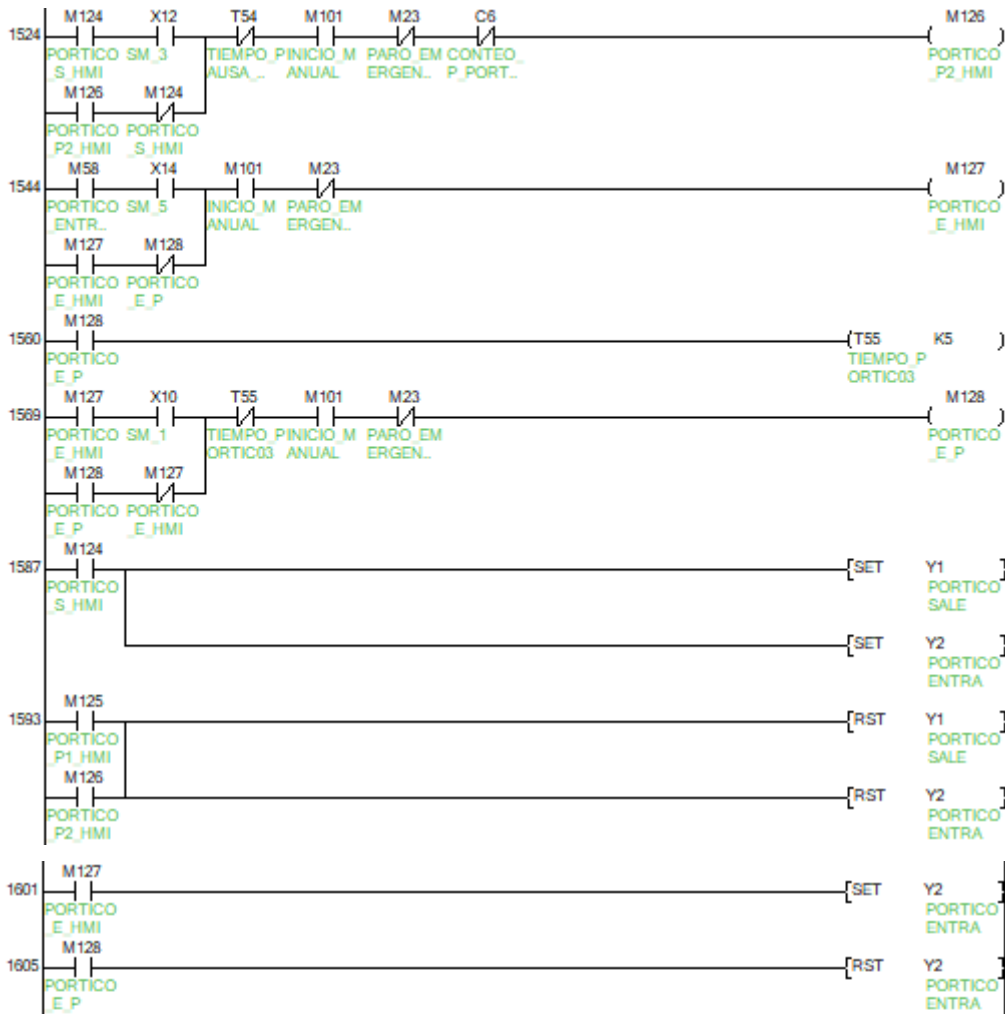 M124 X12 T54 M101 M23 C6 M126
1524
PORTICO SM_3 TIEMPO_P INICIO_M PARO_EM CONTEO_ PORTICO
_S_HMI AUSA_.. ANUAL ERGEN.. P_PORT.. _P2_HMI
M126 M124
PORTICO PORTICO
_P2_HMI _S_HMI
M58 X14 M101 M23 M127
1544
PORTICO SM_5 INICIO_M PARO_EM PORTICO
_ENTR.. ANUAL ERGEN.. _E_HMI
M127 M128
PORTICO PORTICO
_E_HMI _E_P
M128
1560 T55 K5
PORTICO TIEMPO_P
_E_P ORTIC03
M127 X10 T55 M101 M23 M128
1569
PORTICO SM_1 TIEMPO_P INICIO_M PARO_EM PORTICO
_E_HMI ORTIC03 ANUAL ERGEN.. _E_P
M128 M127
PORTICO PORTICO
_E_P _E_HMI
M124
1587 SET Y1
PORTICO PORTICO
_S_HMI SALE
SET Y2
PORTICO
ENTRA
M125
1593 RST Y1
PORTICO PORTICO
_P1_HMI SALE
M126
RST Y2
PORTICO PORTICO
_P2_HMI ENTRA
M127
1601 SET Y2
PORTICO PORTICO
_E_HMI ENTRA
M128
1605 RST Y2
PORTICO PORTICO
_E_P ENTRA